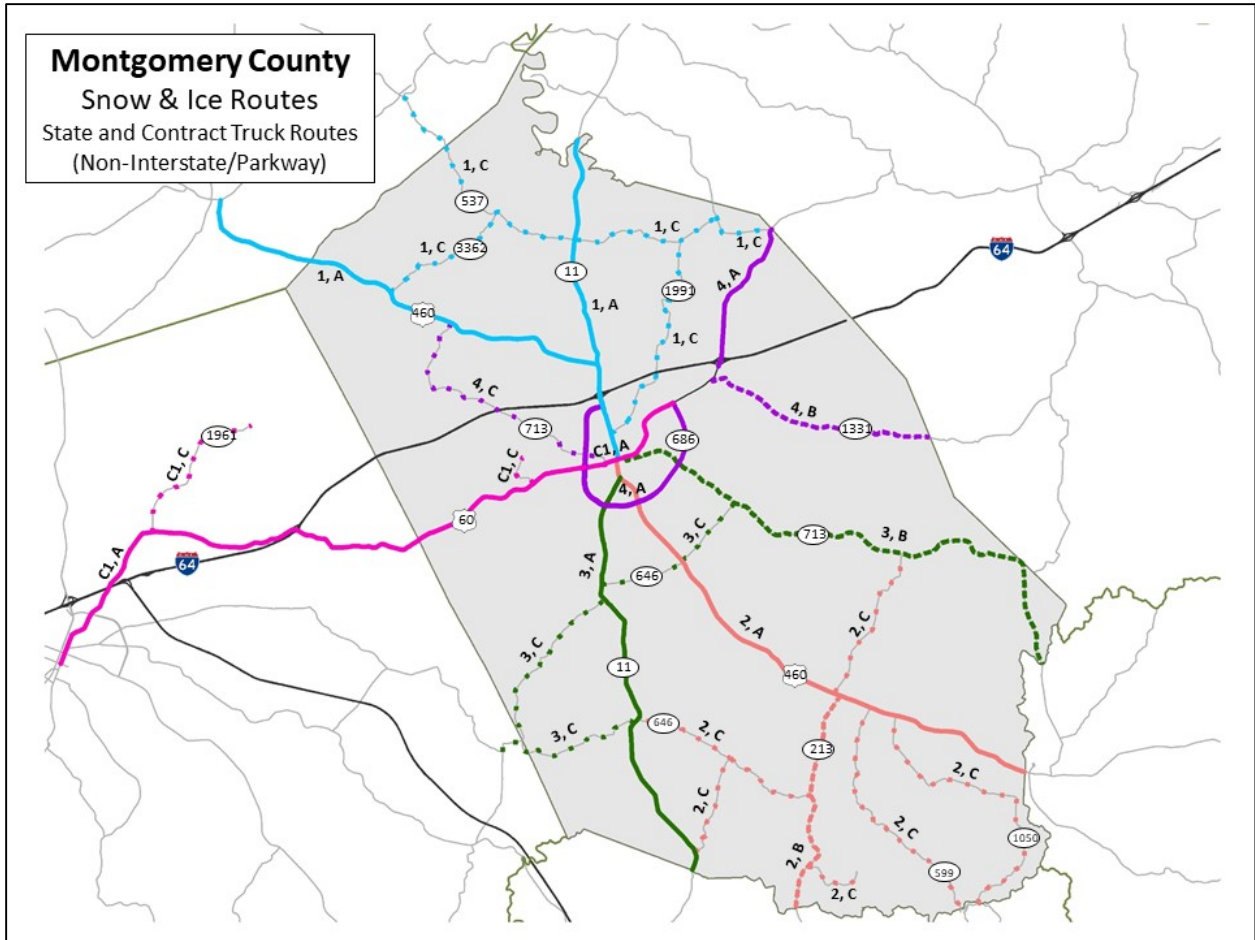 Montgomery County
Snow & Ice Routes
State and Contract Truck Routes
(Non-Interstate/Parkway)
1, C
537
1, C
3362
1, C
1, C
1, A
11
64
4, A
1991
460
1, A
1, C
4, C
713
C1, A
686
4, B
1331
1961
C1, C
C1, C
4, A
60
3, C
713
3, B
C1, A
64
3, A
646
2, C
2, A
3, C
11
460
3, C
646
2, C
213
2, C
2, C
2, C
1050
2, B
599
2, C